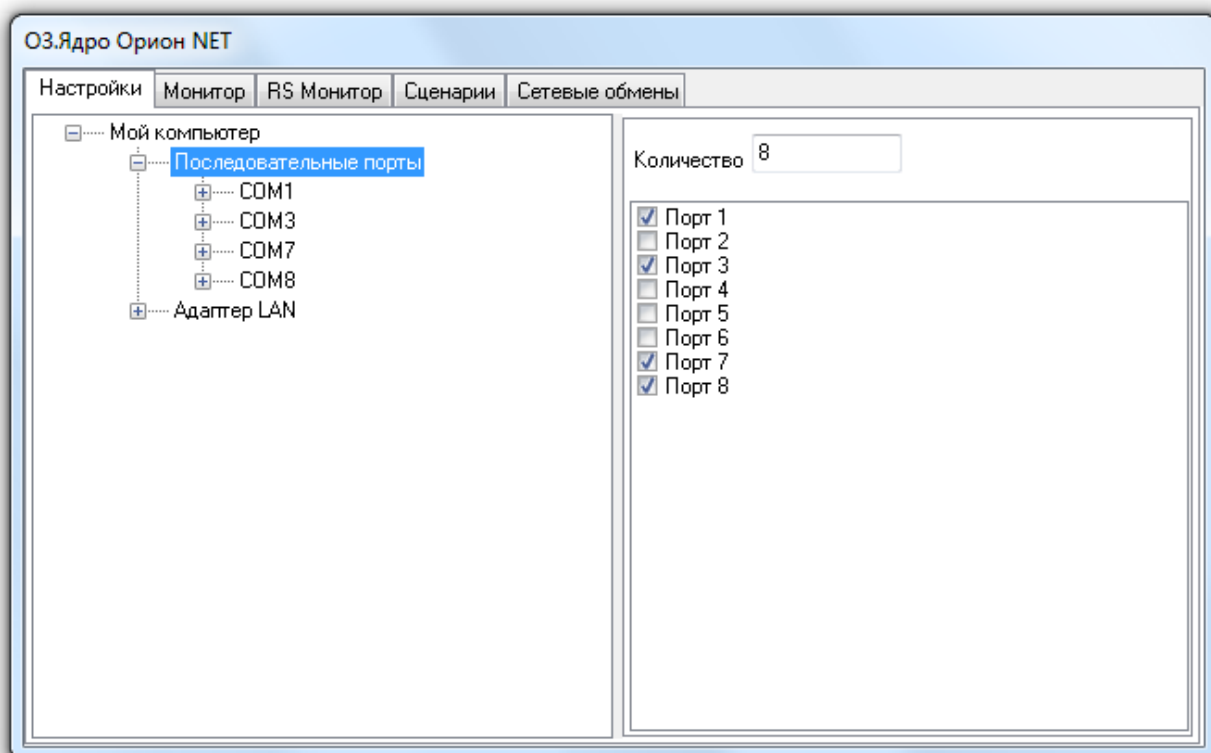 ОЗ.Ядро Орион NET
Настройки Монитор RS Монитор Сценарии Сетевые обмены
Мой компьютер
Последовательные порты
COM1
COM3
COM7
COM8
Адаптер LAN
Количество 8
Порт 1
Порт 2
Порт 3
Порт 4
Порт 5
Порт 6
Порт 7
Порт 8